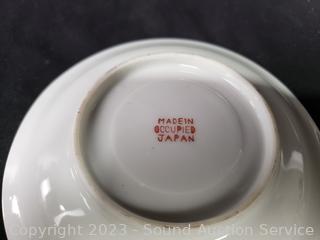 MADE IN
OCCUPIED
JAPAN
Copyright 2023 - Sound Auction Service